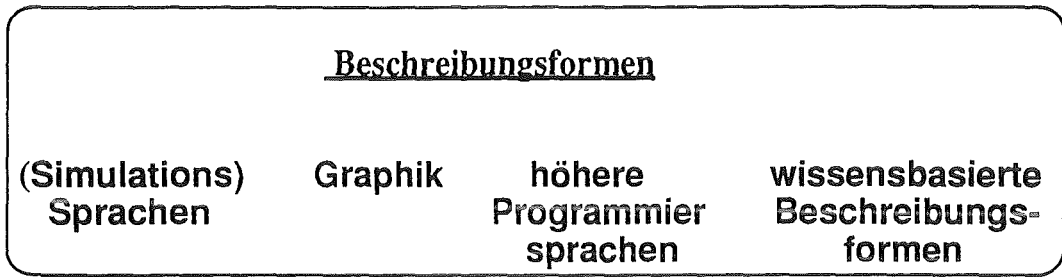 Beschreibungsformen
(Simulations) Sprachen
Graphik
höhere Programmier sprachen
wissensbasierte Beschreibungs- formen